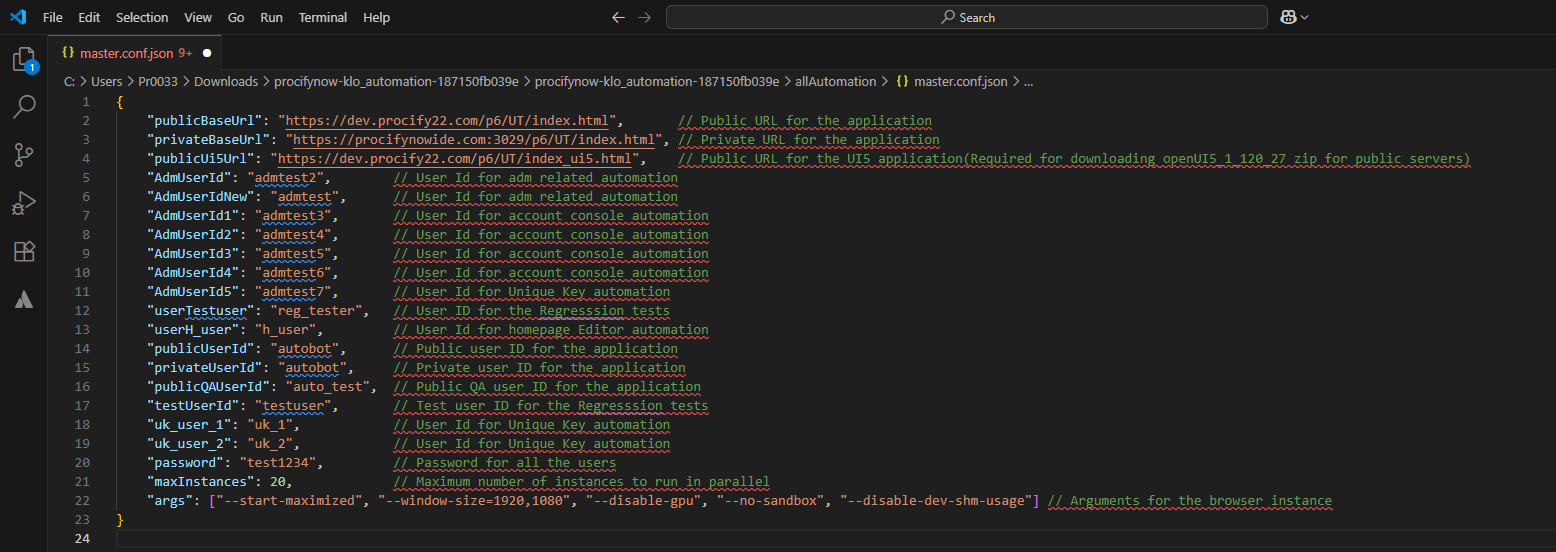 File Edit Selection View Go Run Terminal Help
Search
master.conf.json 9+
1
C: > Users > Pr0033 > Downloads > procifynow-klo_automation-187150fb039e > procifynow-klo_automation-187150fb039e > allAutomation > {} master.conf.json > ...
1 {
2 "publicBaseUrl": "https://dev.procify22.com/p6/UT/index.html", // Public URL for the application
3 "privateBaseUrl": "https://procifynowide.com:3029/p6/UT/index.html", // Private URL for the application
4 "publicUi5Url": "https://dev.procify22.com/p6/UT/index_ui5.html", // Public URL for the UI5 application(Required for downloading openUI5_1_120_27 zip for public servers)
5 "AdmUserId": "admtest2", // User Id for adm related automation
6 "AdmUserIdNew": "admtest", // User Id for adm related automation
7 "AdmUserId1": "admtest3", // User Id for account console automation
8 "AdmUserId2": "admtest4", // User Id for account console automation
9 "AdmUserId3": "admtest5", // User Id for account console automation
10 "AdmUserId4": "admtest6", // User Id for account console automation
11 "AdmUserId5": "admtest7", // User Id for Unique Key automation
12 "userTestuser": "reg_tester", // User ID for the Regresssion tests
13 "userH_user": "h_user", // User Id for homepage Editor automation
14 "publicUserId": "autobot", // Public user ID for the application
15 "privateUserId": "autobot", // Private user ID for the application
16 "publicQAUserId": "auto_test", // Public QA user ID for the application
17 "testUserId": "testuser", // Test user ID for the Regresssion tests
18 "uk_user_1": "uk_1", // User Id for Unique Key automation
19 "uk_user_2": "uk_2", // User Id for Unique Key automation
20 "password": "test1234", // Password for all the users
21 "maxInstances": 20, // Maximum number of instances to run in parallel
22 "args": ["--start-maximized", "--window-size=1920,1080", "--disable-gpu", "--no-sandbox", "--disable-dev-shm-usage"] // Arguments for the browser instance
23 }
24